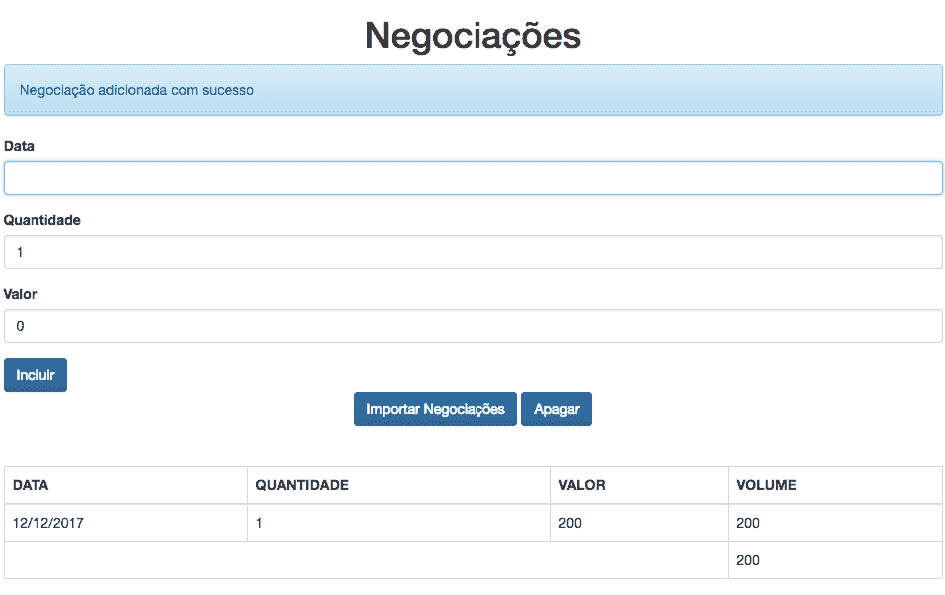 Negociações
Negociação adicionada com sucesso
Data
Quantidade
1
Valor
0
Incluir
Importar Negociações Apagar
DATA QUANTIDADE VALOR VOLUME
12/12/2017 1 200 200
200